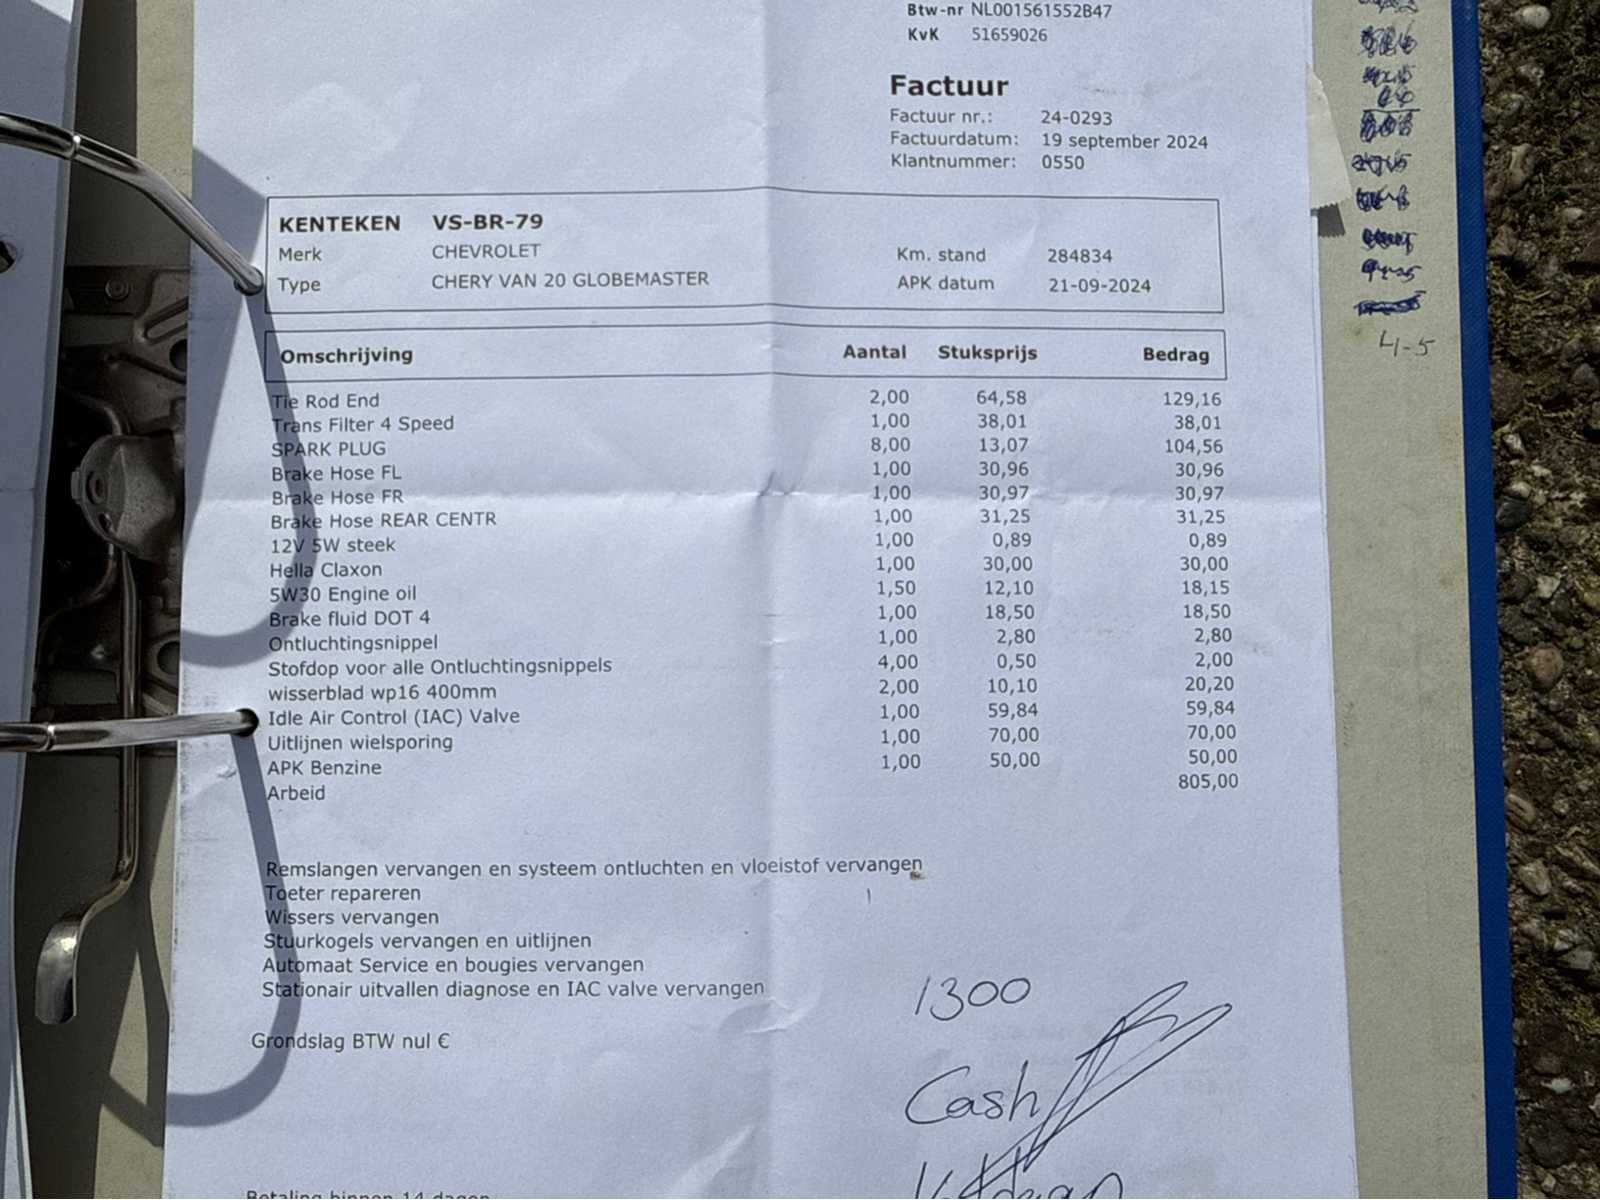 Btw-nr NL001561552B47
KvK 51659026
Factuur
Factuur nr.: 24-0293
Factuurdatum: 19 september 2024
Klantnummer: 0550
KENTEKEN VS-BR-79
Merk CHEVROLET Km. stand 284834
Type CHERY VAN 20 GLOBEMASTER APK datum 21-09-2024
Omschrijving Aantal Stuksprijs Bedrag
Tie Rod End 2,00 64,58 129,16
Trans Filter 4 Speed 1,00 38,01 38,01
SPARK PLUG 8,00 13,07 104,56
Brake Hose FL 1,00 30,96 30,96
Brake Hose FR 1,00 30,97 30,97
Brake Hose REAR CENTR 1,00 31,25 31,25
12V 5W steek 1,00 0,89 0,89
Hella Claxon 1,00 30,00 30,00
5W30 Engine oil 1,50 12,10 18,15
Brake fluid DOT 4 1,00 18,50 18,50
Ontluchtingsnippel 1,00 2,80 2,80
Stofdop voor alle Ontluchtingsnippels 4,00 0,50 2,00
wisserblad wp16 400mm 2,00 10,10 20,20
Idle Air Control (IAC) Valve 1,00 59,84 59,84
Uitlijnen wielsporing 1,00 70,00 70,00
APK Benzine 1,00 50,00 50,00
Arbeid 805,00
Remslangen vervangen en systeem ontluchten en vloeistof vervangen
Toeter repareren
Wissers vervangen
Stuurkogels vervangen en uitlijnen
Automaat Service en bougies vervangen
Stationair uitvallen diagnose en IAC valve vervangen
Grondslag BTW nul €
1300
Cash
Betaling binnen 14 dagen
4-5